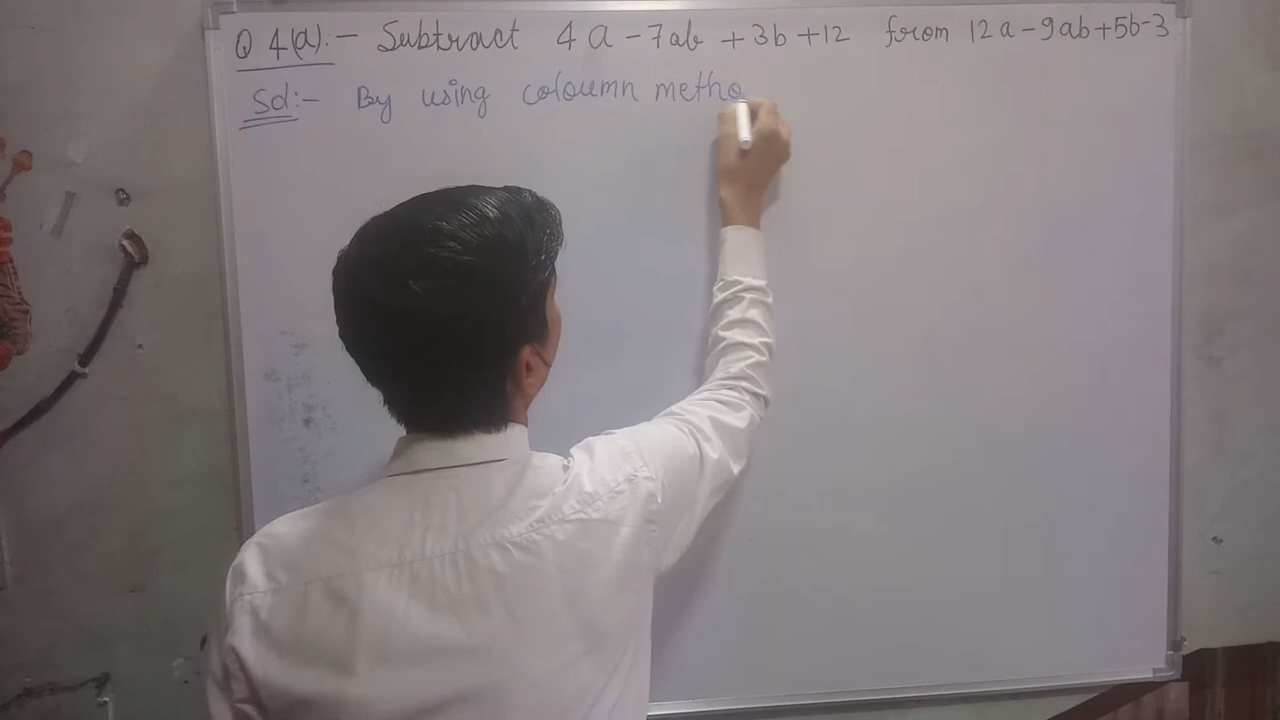 Q 4(a):- Subtract 4a - 7ab + 3b + 12 from 12a - 9ab + 5b - 3
Sol:- By using coloumn metho